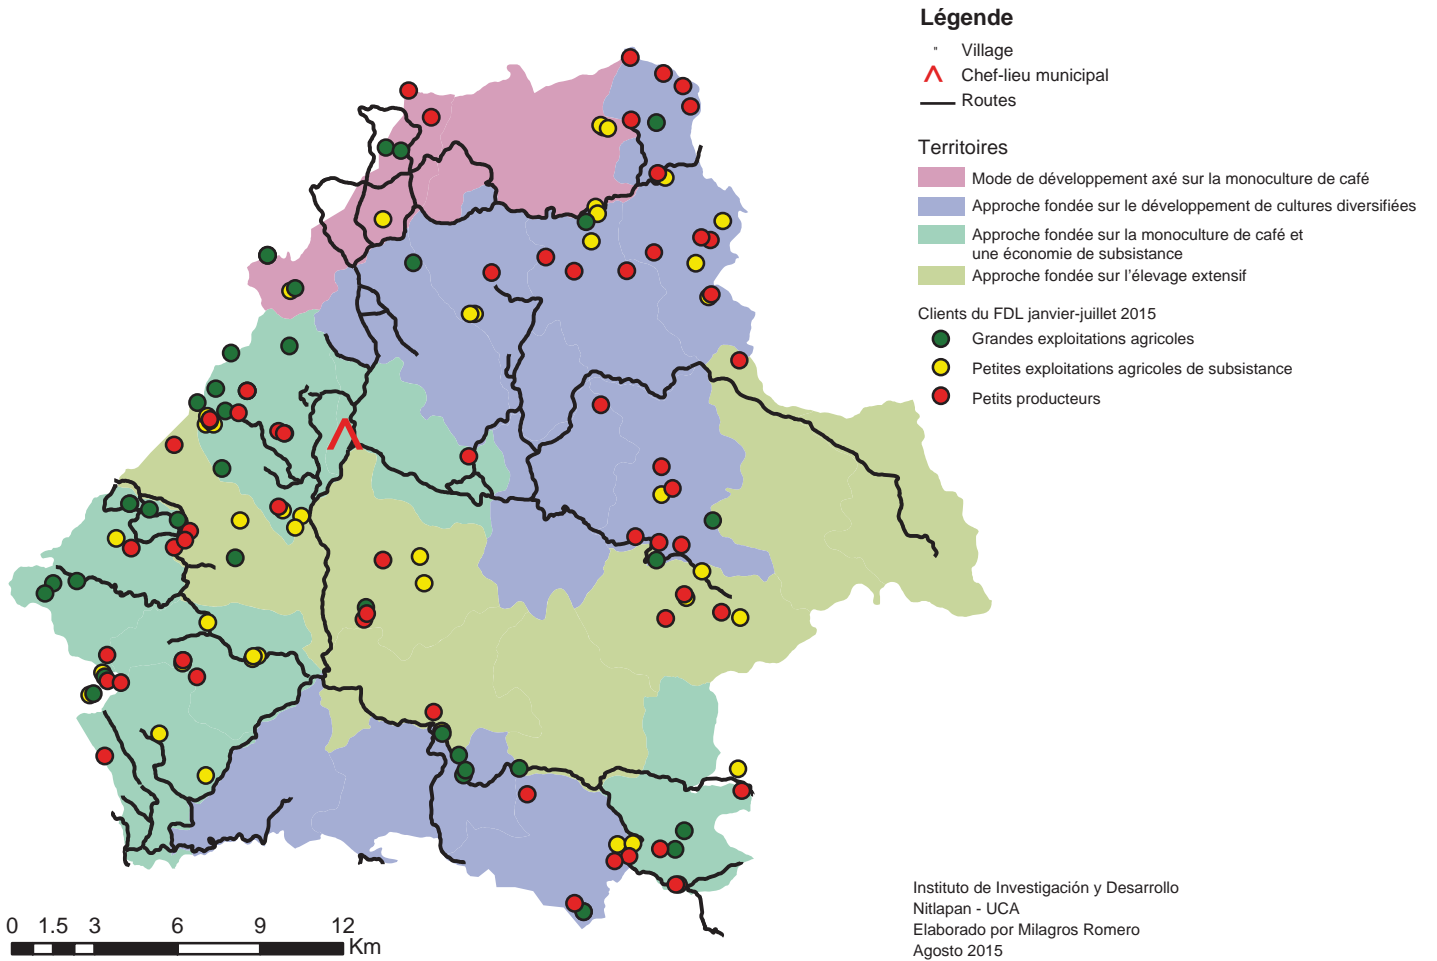 Légende
" Village
Chef-lieu municipal
Routes
Territoires
Mode de développement axé sur la monoculture de café
Approche fondée sur le développement de cultures diversifiées
Approche fondée sur la monoculture de café et
une économie de subsistance
Approche fondée sur l'élevage extensif
Clients du FDL janvier-juillet 2015
Grandes exploitations agricoles
Petites exploitations agricoles de subsistance
Petits producteurs
0 1.5 3 6 9 12
Km
Instituto de Investigación y Desarrollo
Nitlapan - UCA
Elaborado por Milagros Romero
Agosto 2015